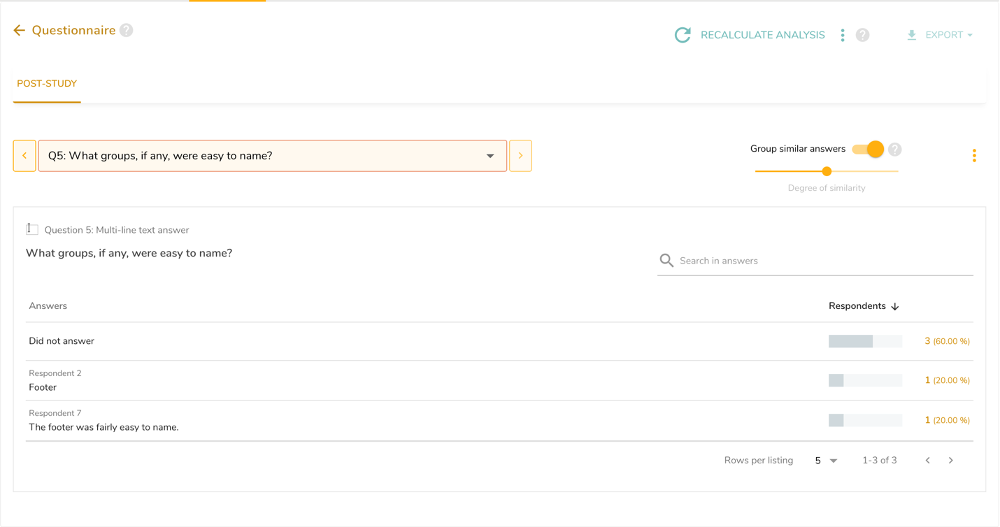 Questionnaire ?
RECALCULATE ANALYSIS ? EXPORT
POST-STUDY
Q5: What groups, if any, were easy to name?
Group similar answers ?
Degree of similarity
Question 5: Multi-line text answer
What groups, if any, were easy to name?
Search in answers
Answers Respondents
Did not answer 3 (60.00 %)
Respondent 2
Footer 1 (20.00 %)
Respondent 7
The footer was fairly easy to name. 1 (20.00 %)
Rows per listing 5 1-3 of 3